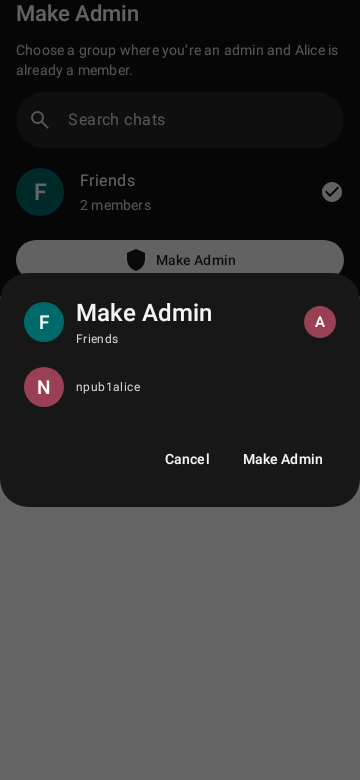 Make Admin
Choose a group where you're an admin and Alice is
already a member.
Search chats
F
Friends
2 members
Make Admin
F
Make Admin
Friends
A
N
npub1alice
Cancel
Make Admin